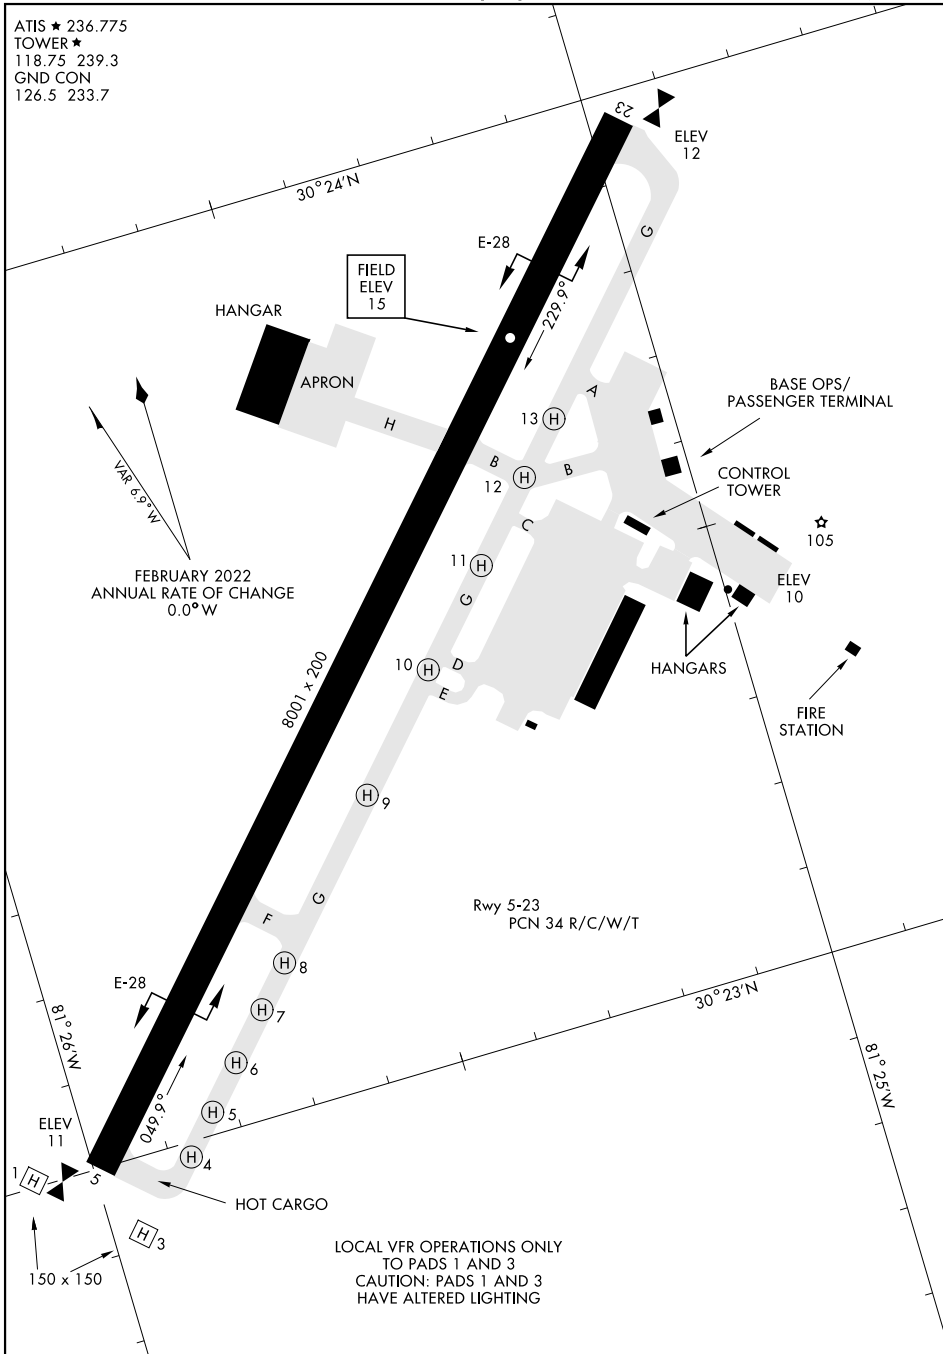 ATIS ★ 236.775
TOWER ★
118.75 239.3
GND CON
126.5 233.7
23
ELEV
12
30°24'N
G
E-28
FIELD
ELEV
15
229.9°
HANGAR
APRON
A
BASE OPS/
PASSENGER TERMINAL
H
13 H
B
B
12 H
CONTROL
TOWER
VAR 6.9° W
C
105
11 H
FEBRUARY 2022
ANNUAL RATE OF CHANGE
0.0° W
ELEV
10
G
8001 x 200
10 H
D
E
HANGARS
FIRE
STATION
H 9
G
F
Rwy 5-23
PCN 34 R/C/W/T
H 8
E-28
30°23'N
H 7
81°26'W
81°25'W
H 6
049.9°
H 5
ELEV
11
H 4
1 H
5
HOT CARGO
H 3
150 x 150
LOCAL VFR OPERATIONS ONLY
TO PADS 1 AND 3
CAUTION: PADS 1 AND 3
HAVE ALTERED LIGHTING